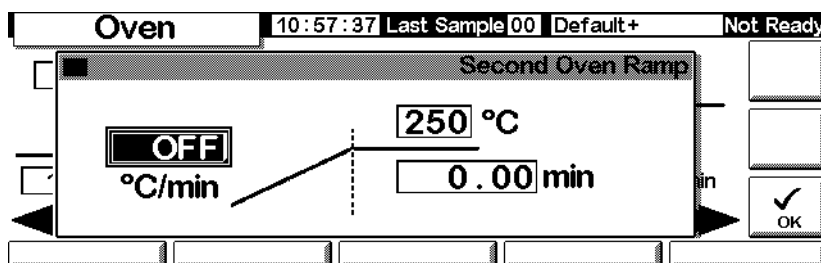 Oven 10:57:37 Last Sample 00 Default+ Not Ready
Second Oven Ramp
250 °C
OFF
°C/min
0.00 min
OK